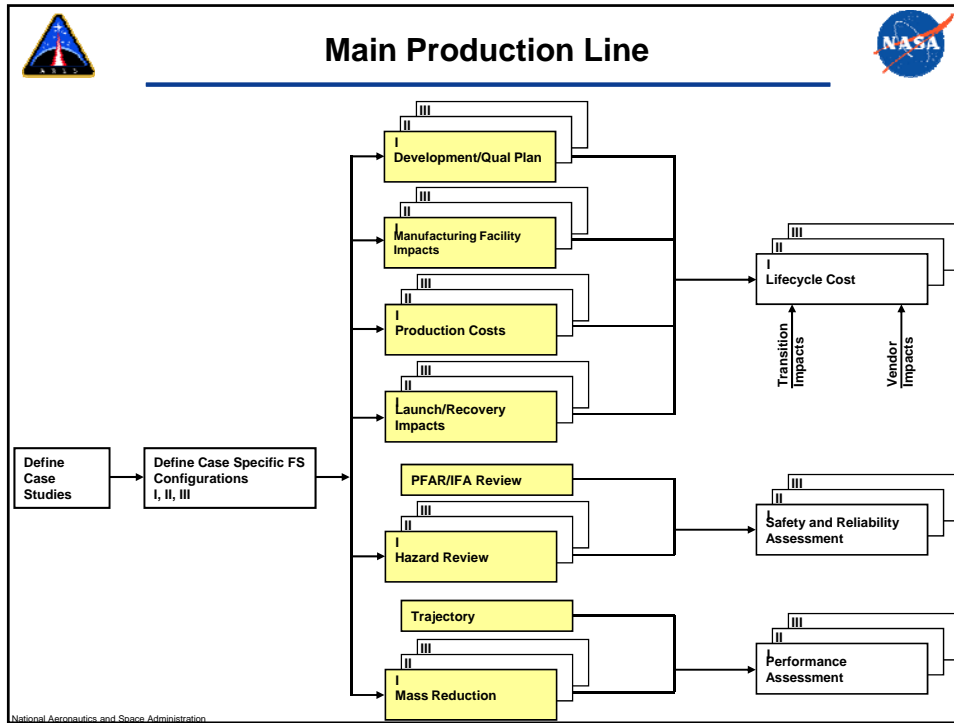 Main Production Line
ARES
NASA
III
II
I
Development/Qual Plan
III
II
I
Manufacturing Facility
Impacts
III
II
I
Production Costs
III
II
I
Launch/Recovery
Impacts
III
II
I
Lifecycle Cost
Transition
Impacts
Vendor
Impacts
Define
Case
Studies
Define Case Specific FS
Configurations
I, II, III
PFAR/IFA Review
III
II
I
Hazard Review
III
II
I
Safety and Reliability
Assessment
Trajectory
III
II
I
Mass Reduction
III
II
I
Performance
Assessment
National Aeronautics and Space Administration